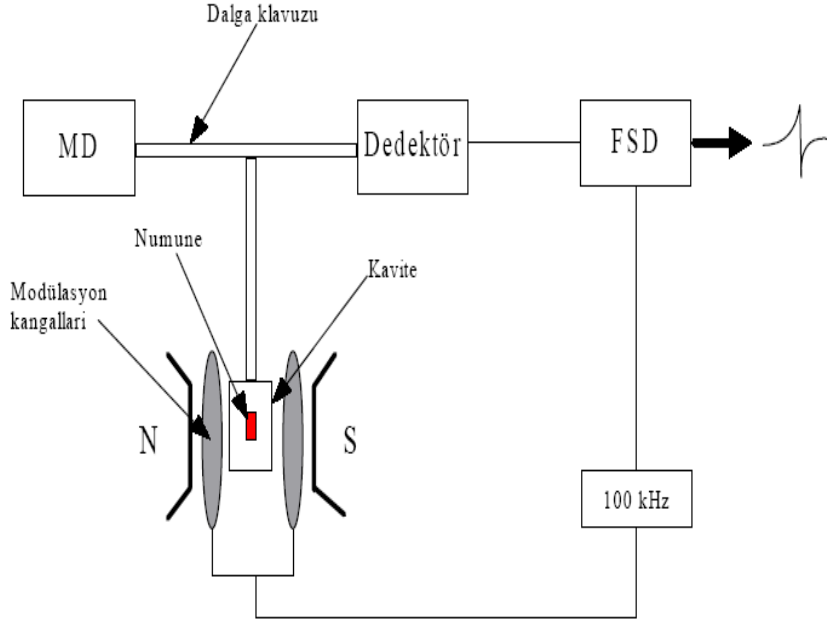 Dalga klavuzu
MD
Dedektör
FSD
Numune
Kavite
Modülasyon
kangallari
N
S
100 kHz